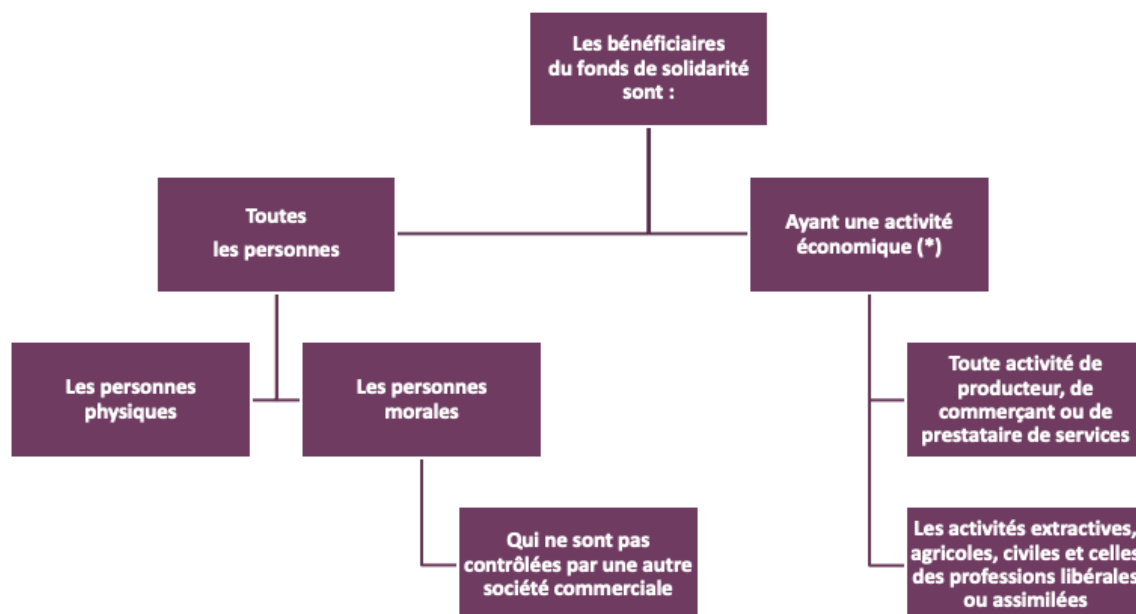 Les bénéficiaires
du fonds de solidarité
sont :
Toutes
les personnes
Ayant une activité
économique (*)
Les personnes
physiques
Les personnes
morales
Toute activité de
producteur, de
commerçant ou de
prestataire de services
Qui ne sont pas
contrôlées par une autre
société commerciale
Les activités extractives,
agricoles, civiles et celles
des professions libérales
ou assimilées